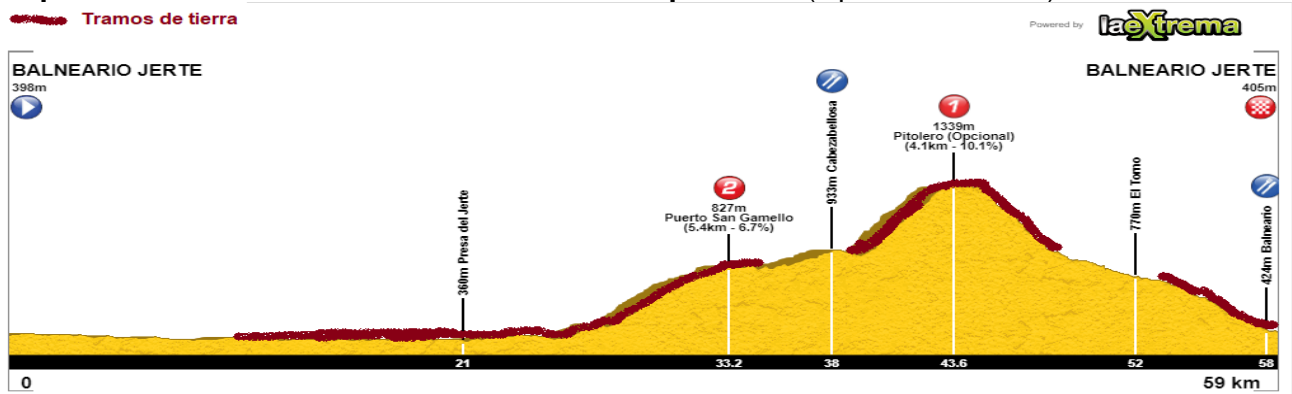 Tramos de tierra
Powered by laeXtrema
BALNEARIO JERTE
398m
BALNEARIO JERTE
405m
360m Presa del Jerte
2
827m
Puerto San Gamello
(5.4km - 6.7%)
933m Cabezabellosa
1
1339m
Pitolero (Opcional)
(4.1km - 10.1%)
770m El Torno
424m Balneario
21
33.2
38
43.6
52
58
0
59 km